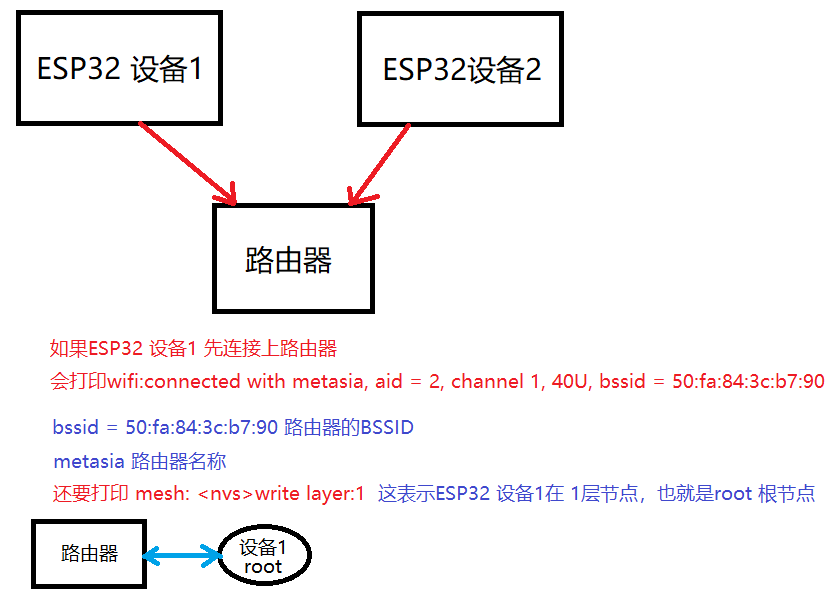 ESP32 设备1
ESP32设备2
路由器
如果ESP32 设备1 先连接上路由器
会打印wifi:connected with metasia, aid = 2, channel 1, 40U, bssid = 50:fa:84:3c:b7:90
bssid = 50:fa:84:3c:b7:90 路由器的BSSID
metasia 路由器名称
还要打印 mesh: <nvs>write layer:1 这表示ESP32 设备1在 1层节点，也就是root 根节点
路由器
设备1
root